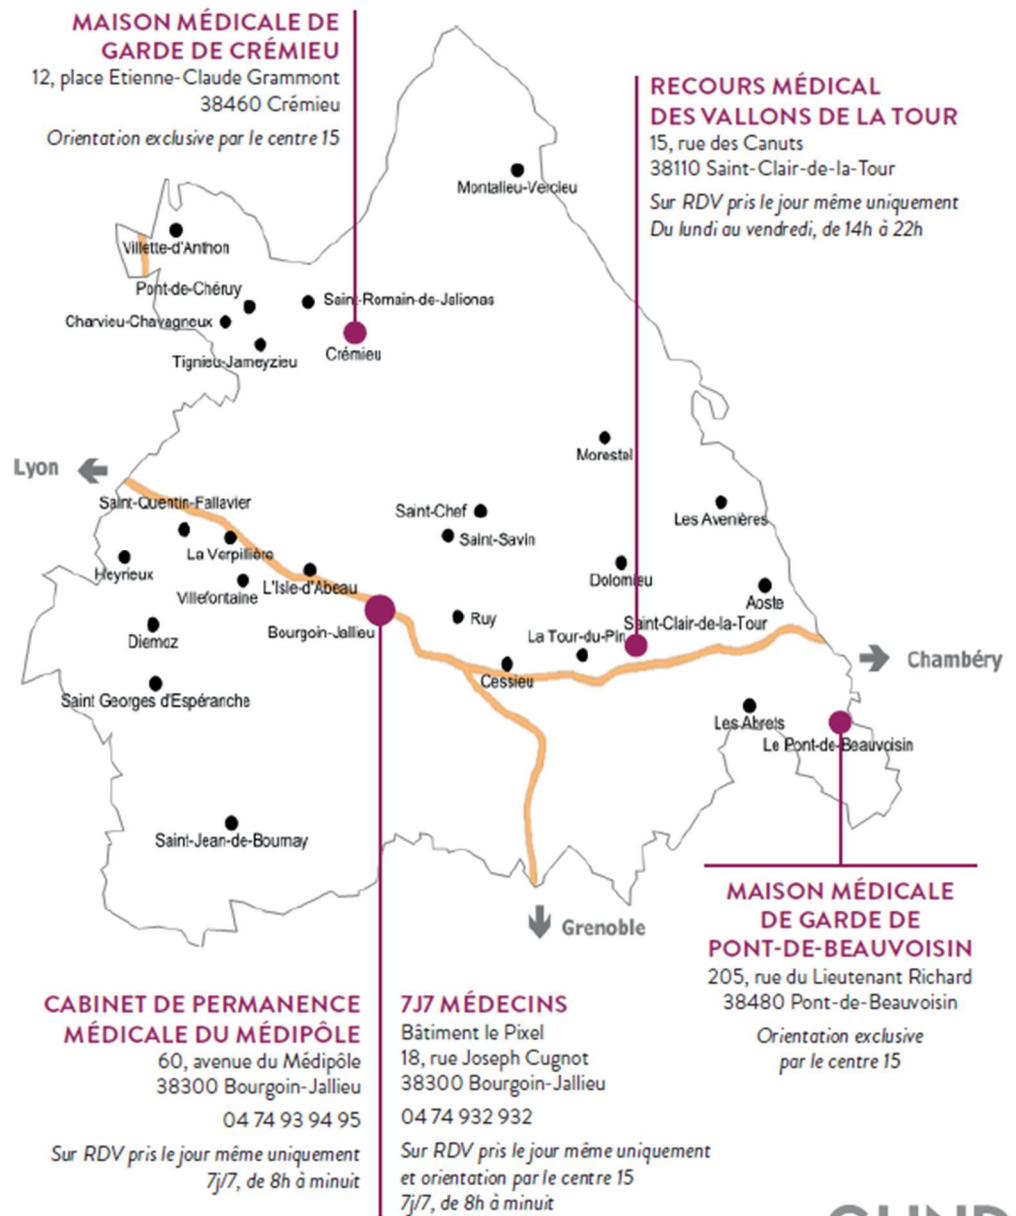 MAISON MÉDICALE DE
GARDE DE CRÉMIEU
12, place Etienne-Claude Grammont
38460 Crémieu
Orientation exclusive par le centre 15
RECOURS MÉDICAL
DES VALLONS DE LA TOUR
15, rue des Canuts
38110 Saint-Clair-de-la-Tour
Sur RDV pris le jour même uniquement
Du lundi au vendredi, de 14h à 22h
Montalieu-Vercieu
Villette-d'Anthon
Pont-de-Chéruy
Saint-Romain-de-Jalionas
Charvieu-Chavagneux
Tignieu-Jameyzieu
Crémieu
Morestel
Lyon
Saint-Quentin-Fallavier
Saint-Chef
Les Avenières
Saint-Savin
La Verpillière
Heyrieux
L'Isle-d'Abeau
Dolomieu
Villefontaine
Aoste
Ruy
Saint-Clair-de-la-Tour
Bourgoin-Jallieu
La Tour-du-Pin
Diemoz
Chambéry
Cessieu
Saint Georges d'Espéranche
Les Abrets
Le Pont-de-Beauvoisin
Saint-Jean-de-Bournay
Grenoble
MAISON MÉDICALE
DE GARDE DE
PONT-DE-BEAUVOISIN
205, rue du Lieutenant Richard
38480 Pont-de-Beauvoisin
Orientation exclusive
par le centre 15
CABINET DE PERMANENCE
MÉDICALE DU MÉDIPÔLE
60, avenue du Médipôle
38300 Bourgoin-Jallieu
04 74 93 94 95
Sur RDV pris le jour même uniquement
7j/7, de 8h à minuit
7J7 MÉDECINS
Bâtiment le Pixel
18, rue Joseph Cugnot
38300 Bourgoin-Jallieu
04 74 932 932
Sur RDV pris le jour même uniquement
et orientation par le centre 15
7j/7, de 8h à minuit